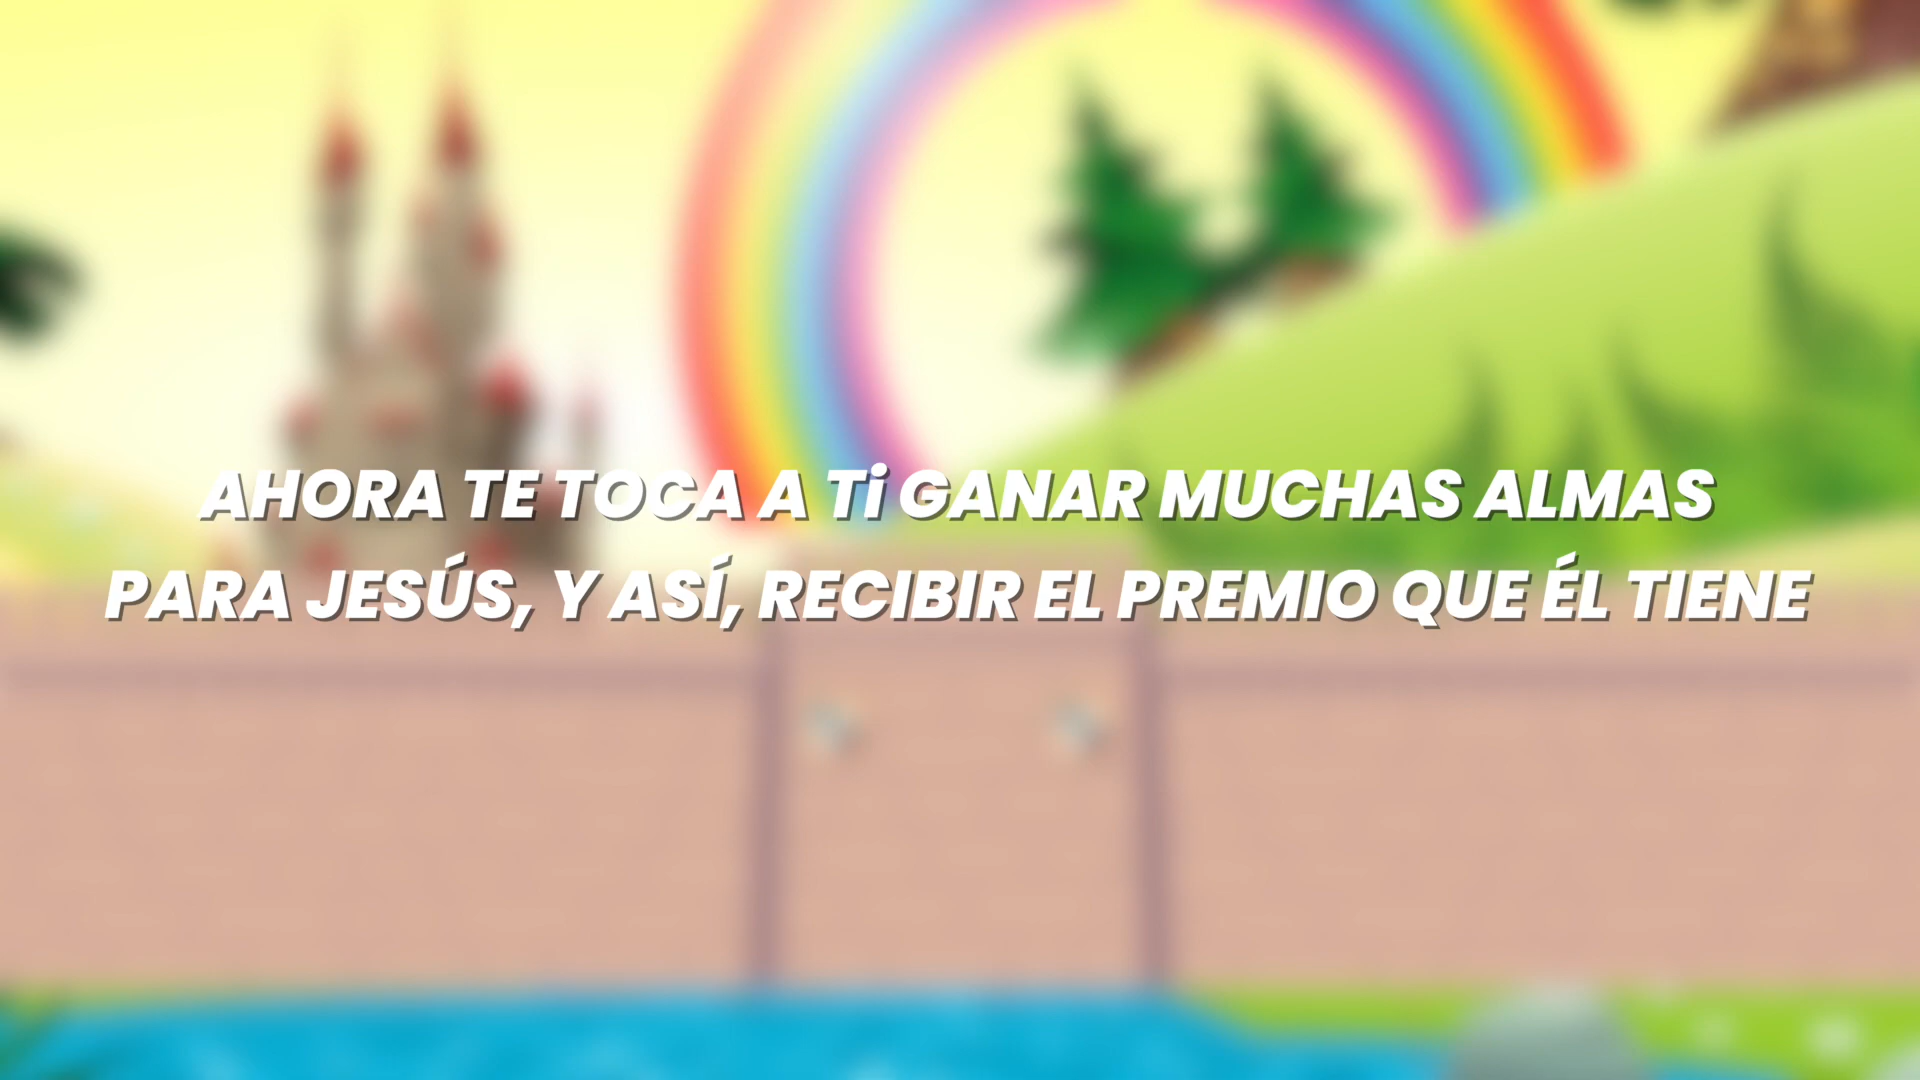 AHORA TE TOCA A Ti GANAR MUCHAS ALMAS
PARA JESÚS, Y ASÍ, RECIBIR EL PREMIO QUE ÉL TIENE